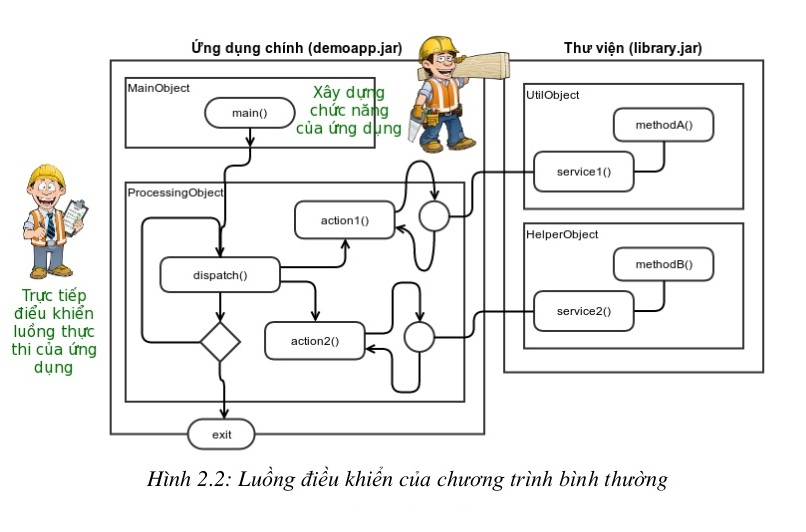 Ứng dụng chính (demoapp.jar)
Thư viện (library.jar)
MainObject
main()
Xây dựng
chức năng
của ứng dụng
UtilObject
methodA()
service1()
ProcessingObject
action1()
dispatch()
action2()
HelperObject
methodB()
service2()
Trực tiếp
điểu khiển
luồng thực
thi của ứng
dụng
exit
Hình 2.2: Luồng điều khiển của chương trình bình thường